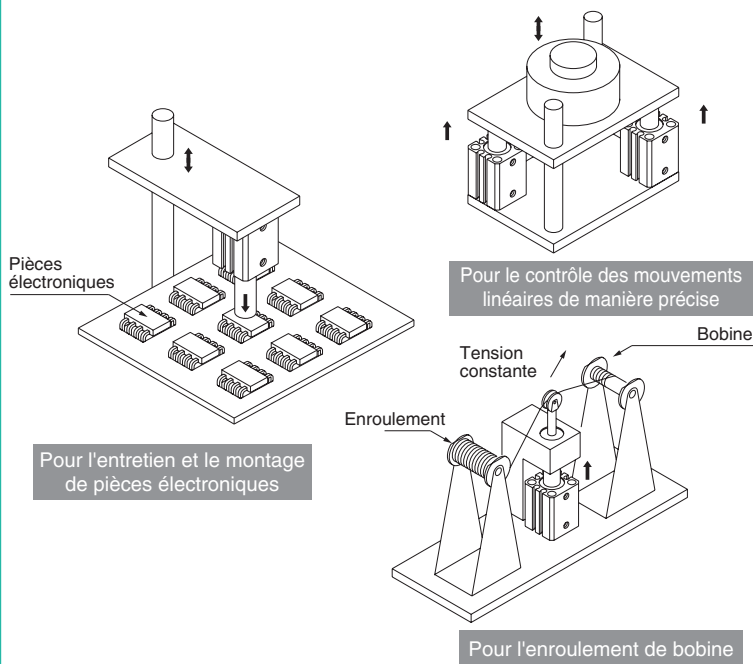 Pièces
électroniques
Pour l'entretien et le montage
de pièces électroniques
Pour le contrôle des mouvements
linéaires de manière précise
Tension
constante
Bobine
Enroulement
Pour l'enroulement de bobine